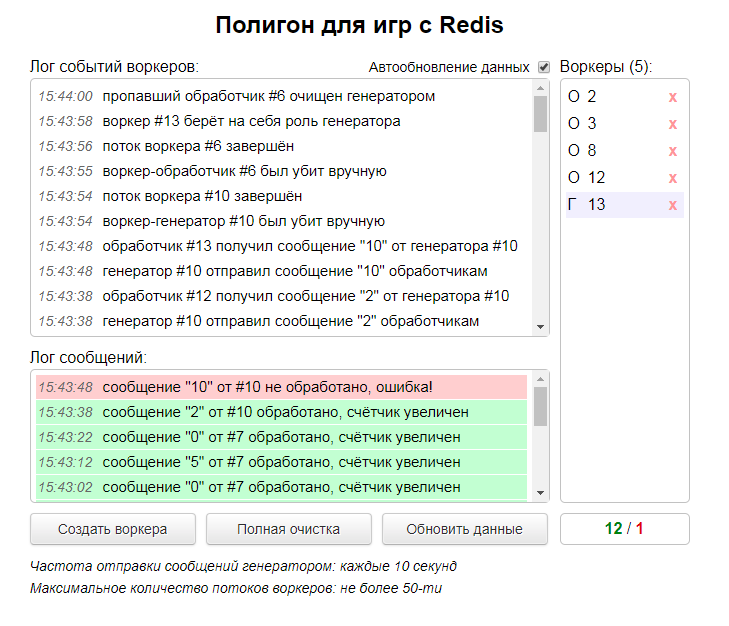 Полигон для игр с Redis
Лог событий воркеров:
Автообновление данных
Воркеры (5):
15:44:00 пропавший обработчик #6 очищен генератором
15:43:58 воркер #13 берёт на себя роль генератора
15:43:56 поток воркера #6 завершён
15:43:55 воркер-обработчик #6 был убит вручную
15:43:54 поток воркера #10 завершён
15:43:54 воркер-генератор #10 был убит вручную
15:43:48 обработчик #13 получил сообщение "10" от генератора #10
15:43:48 генератор #10 отправил сообщение "10" обработчикам
15:43:38 обработчик #12 получил сообщение "2" от генератора #10
15:43:38 генератор #10 отправил сообщение "2" обработчикам
О 2 x
О 3 x
О 8 x
О 12 x
Г 13 x
Лог сообщений:
15:43:48 сообщение "10" от #10 не обработано, ошибка!
15:43:38 сообщение "2" от #10 обработано, счётчик увеличен
15:43:22 сообщение "0" от #7 обработано, счётчик увеличен
15:43:12 сообщение "5" от #7 обработано, счётчик увеличен
15:43:02 сообщение "0" от #7 обработано, счётчик увеличен
Создать воркера
Полная очистка
Обновить данные
12 / 1
Частота отправки сообщений генератором: каждые 10 секунд
Максимальное количество потоков воркеров: не более 50-ти